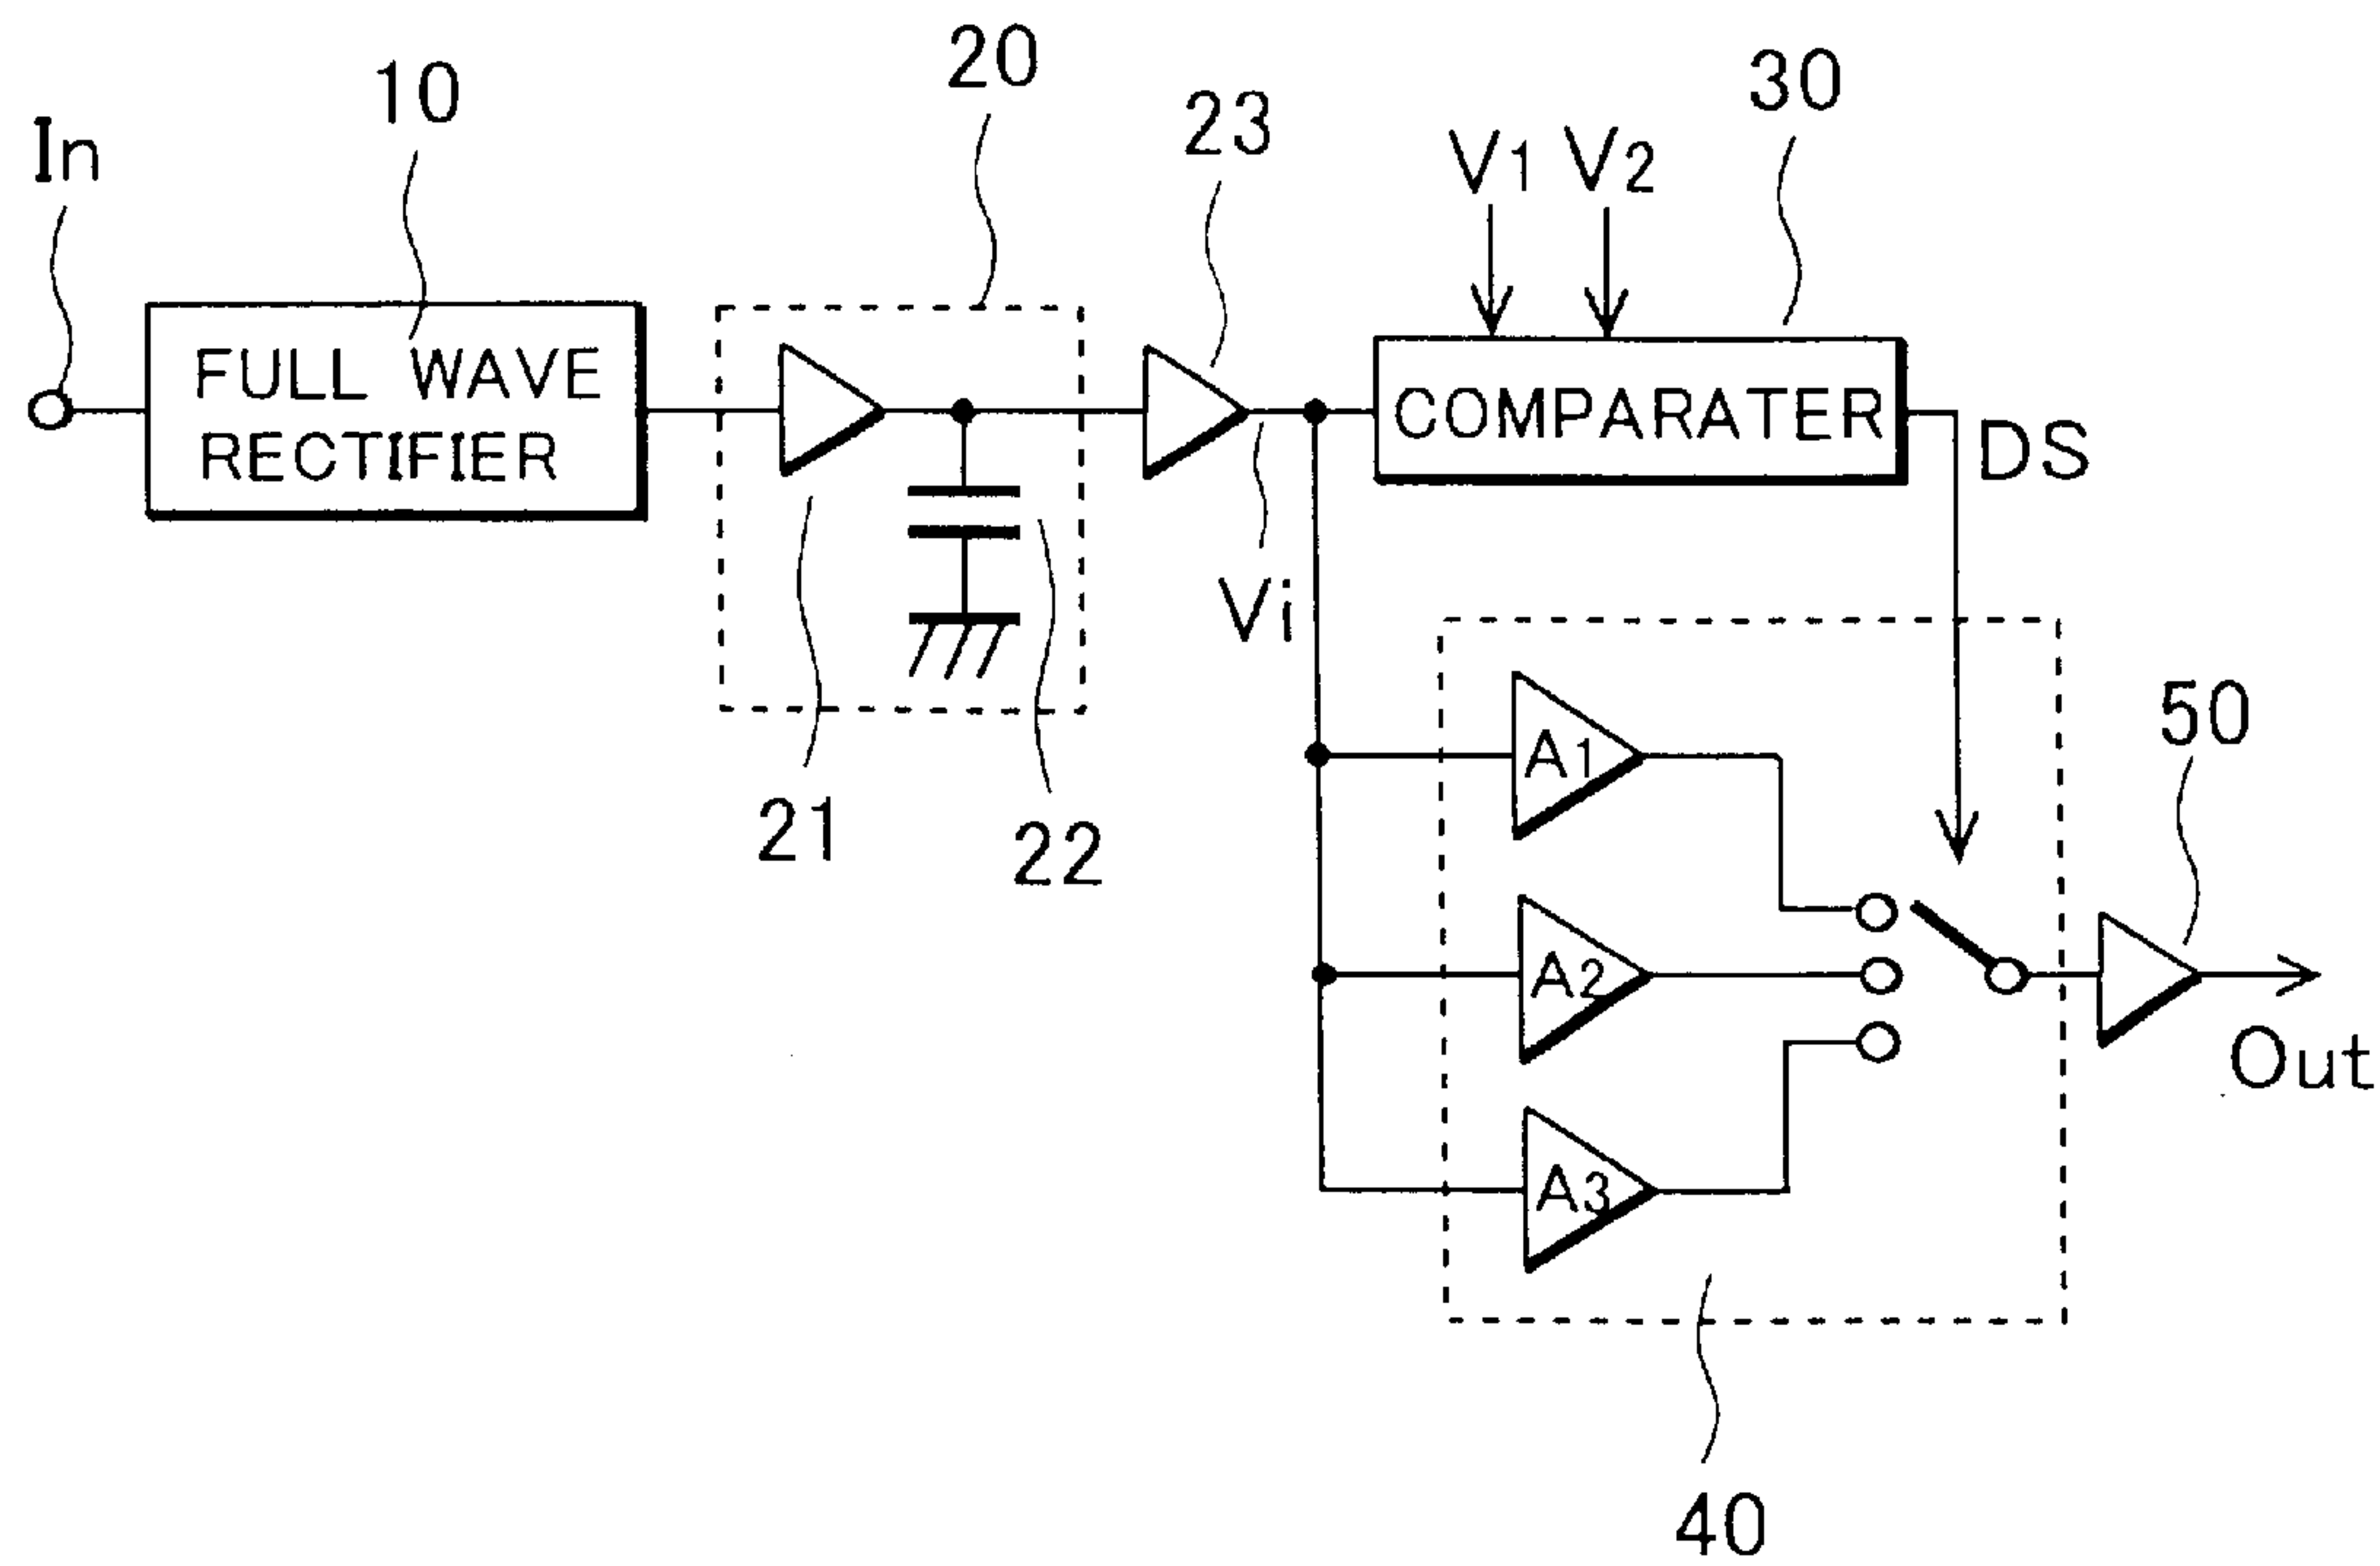 In
10
20
23
V1
V2
30
FULL WAVE
RECTIFIER
COMPARATER
DS
Vi
21
22
A1
A2
A3
50
Out
40